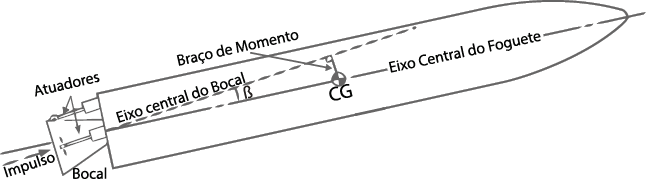 Braço de Momento
Eixo Central do Foguete
Atuadores
Eixo central do Bocal
ß
CG
Impulso
Bocal